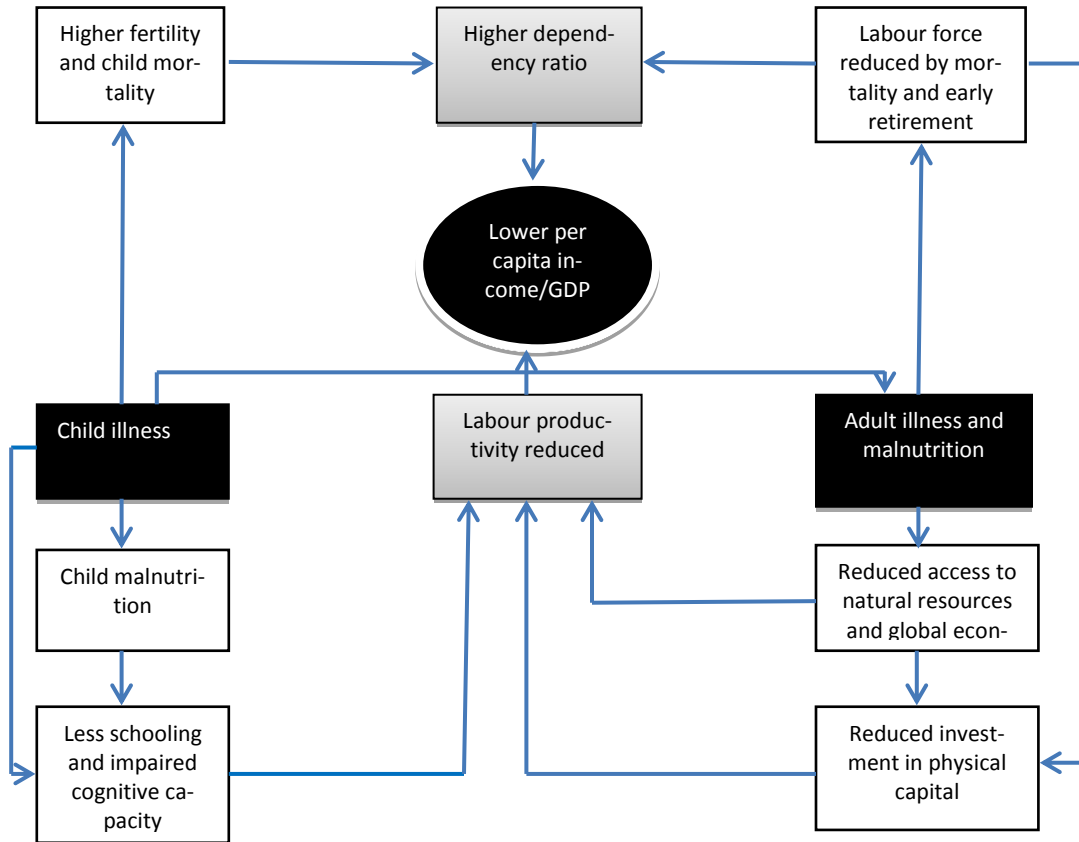 Higher fertility
and child mor-
tality
Higher depend-
ency ratio
Labour force
reduced by mor-
tality and early
retirement
Lower per
capita in-
come/GDP
Child illness
Labour produc-
tivity reduced
Adult illness and
malnutrition
Child malnutri-
tion
Reduced access to
natural resources
and global econ-
Less schooling
and impaired
cognitive ca-
pacity
Reduced invest-
ment in physical
capital